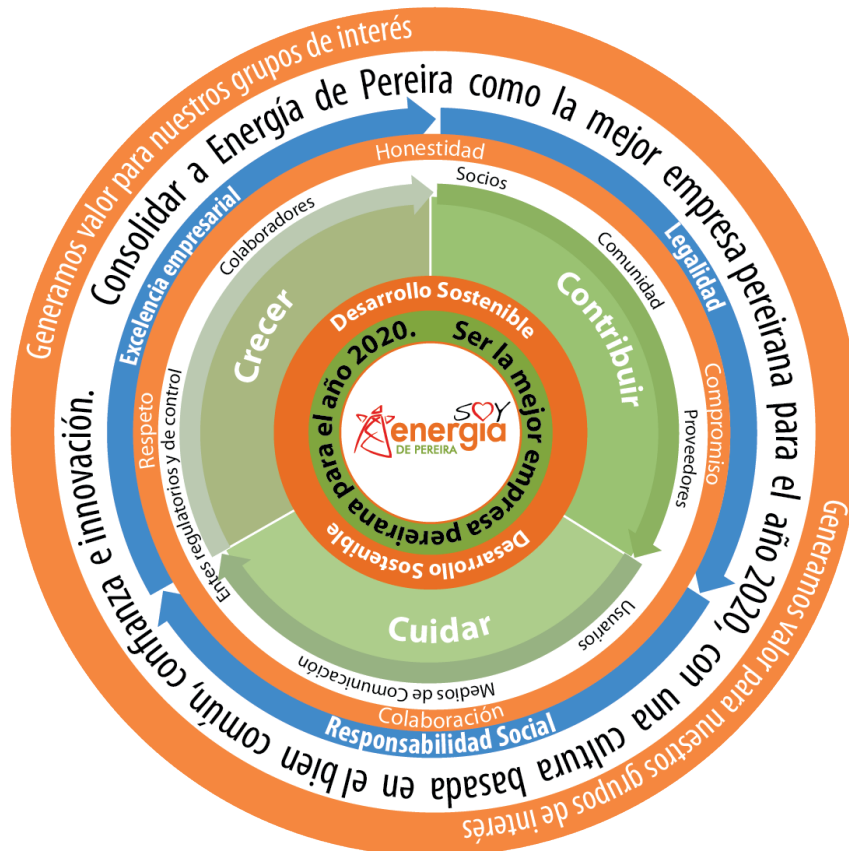 Generamos valor para nuestros grupos de interés
Consolidar a Energía de Pereira como la mejor empresa pereirana para el año 2020, con una cultura basada en el bien común, confianza e innovación.
Generamos valor para nuestros grupos de interés
Excelencia empresarial
Legalidad
Responsabilidad Social
Honestidad
Compromiso
Colaboración
Respeto
Socios
Comunidad
Proveedores
Usuarios
Medios de Comunicación
Entes regulatorios y de control
Colaboradores
Crecer
Contribuir
Cuidar
Desarrollo Sostenible
Desarrollo Sostenible
Ser la mejor empresa pereirana para el año 2020.
SOY
energía
DE PEREIRA